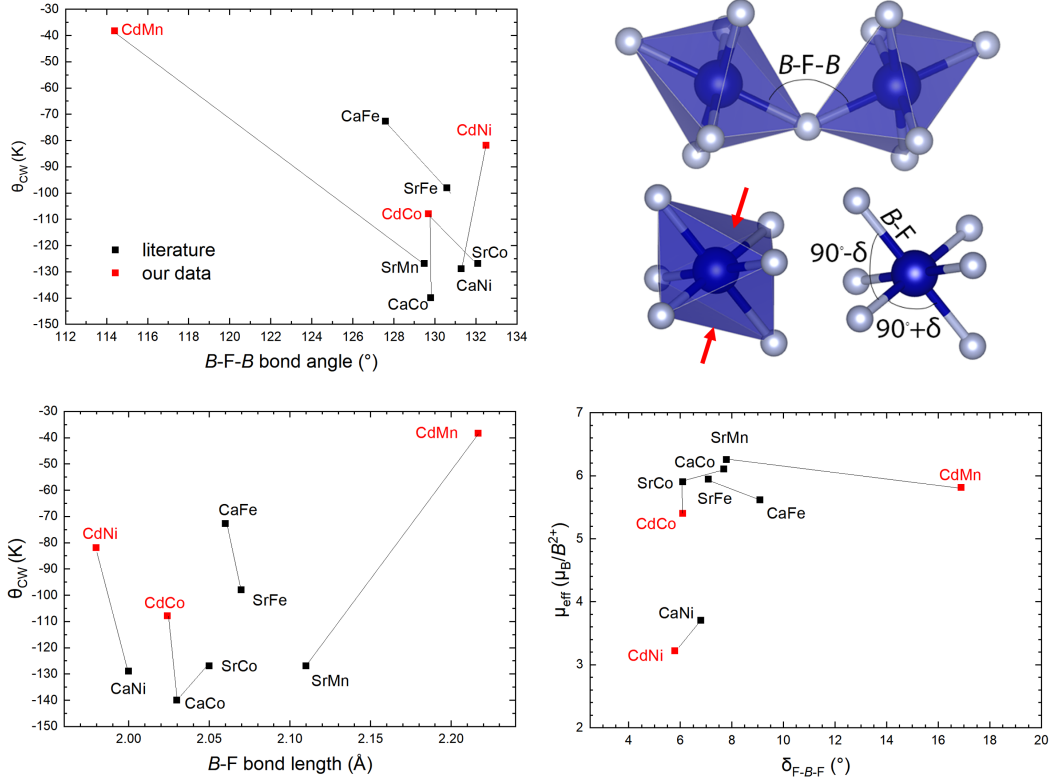 -30
-40
-50
-60
-70
-80
-90
-100
-110
-120
-130
-140
-150
θCW (K)
CdMn
CaFe
CdNi
SrFe
CdCo
SrMn
SrCo
CaNi
CaCo
literature
our data
112 114 116 118 120 122 124 126 128 130 132 134
B-F-B bond angle (°)
B-F-B
B-F
90°-δ
90°+δ
-30
-40
-50
-60
-70
-80
-90
-100
-110
-120
-130
-140
-150
θCW (K)
CdMn
CaFe
CdNi
CdCo
SrFe
SrCo
SrMn
CaNi
CaCo
2.00 2.05 2.10 2.15 2.20
B-F bond length (Å)
7
6
5
4
3
2
μeff (μB/B2+)
SrMn
CaCo
CdMn
SrCo
SrFe
CaFe
CdCo
CaNi
CdNi
4 6 8 10 12 14 16 18 20
δF-B-F (°)